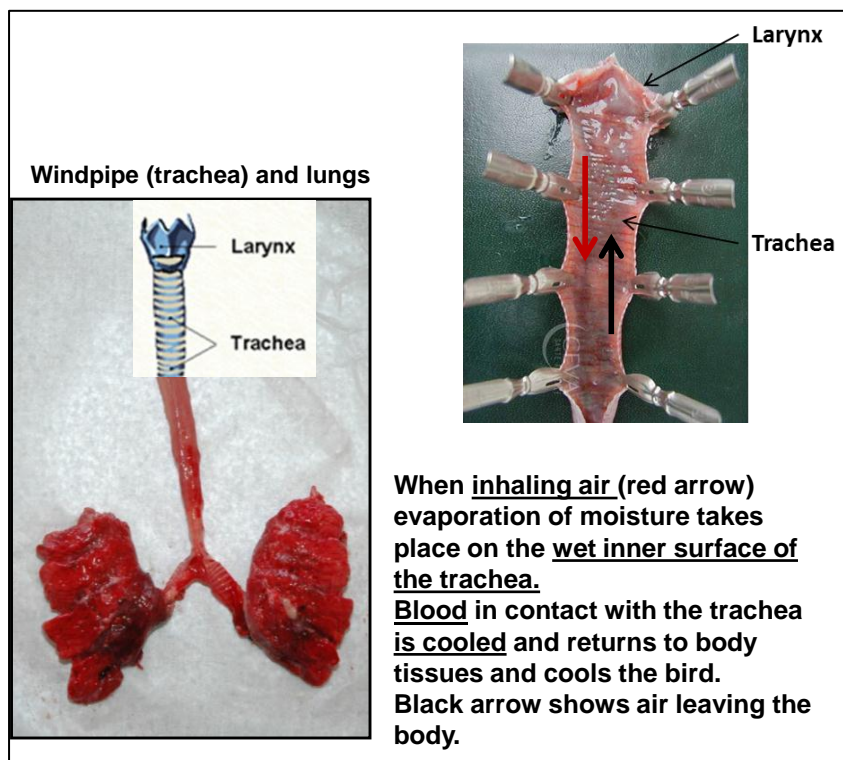 Larynx
Windpipe (trachea) and lungs
Larynx
Trachea
Trachea
When inhaling air (red arrow)
evaporation of moisture takes
place on the wet inner surface of
the trachea.
Blood in contact with the trachea
is cooled and returns to body
tissues and cools the bird.
Black arrow shows air leaving the
body.